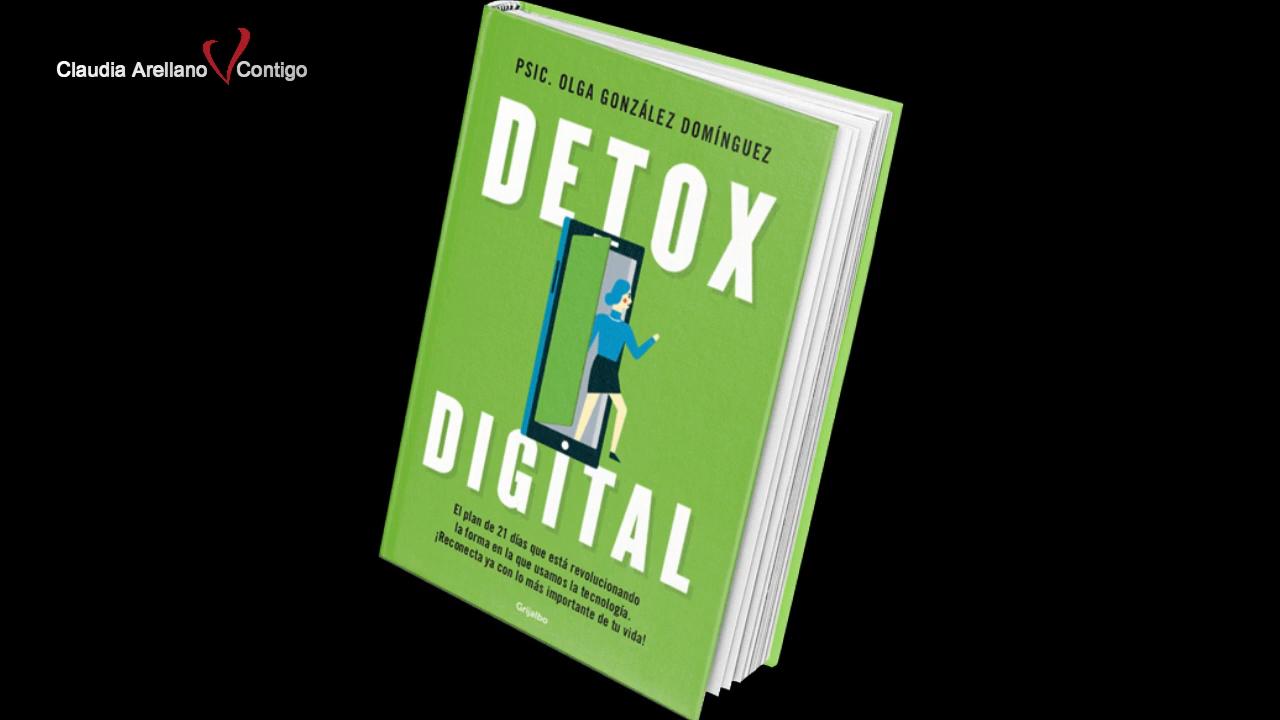 Claudia Arellano Contigo
PSIC. OLGA GONZÁLEZ DOMÍNGUEZ
DETOX
DIGITAL
El plan de 21 días que está revolucionando
la forma en la que usamos la tecnología.
¡Reconecta ya con lo más importante de tu vida!
Grijalbo